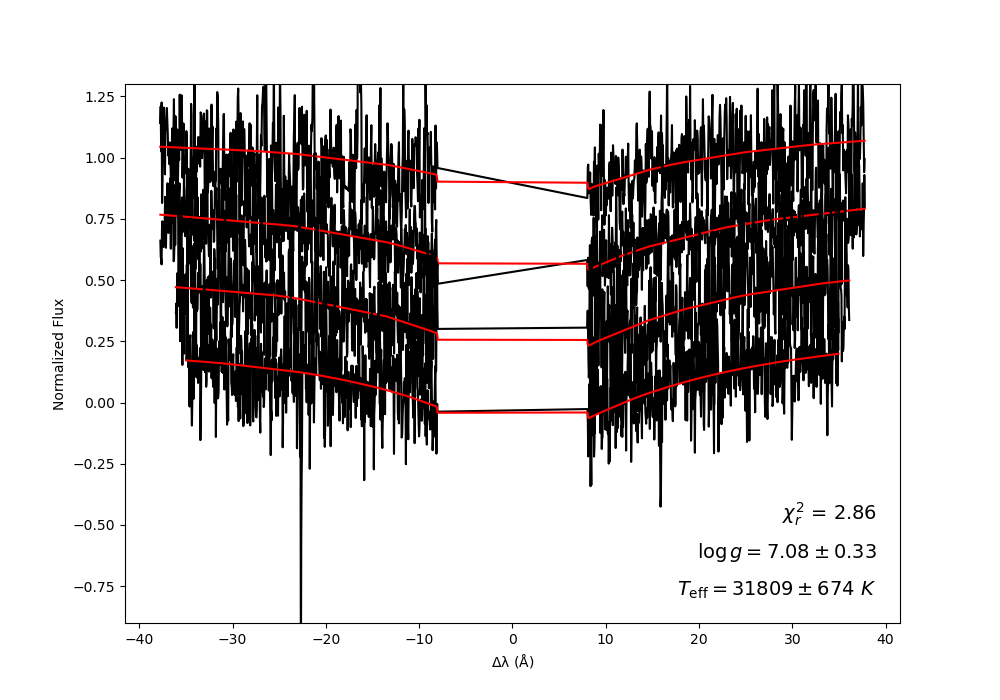 1.25
1.00
0.75
0.50
0.25
0.00
−0.25
−0.50
−0.75
Normalized Flux
χ²ᵣ = 2.86
log g = 7.08 ± 0.33
T_eff = 31809 ± 674 K
−40 −30 −20 −10 0 10 20 30 40
Δλ (Å)